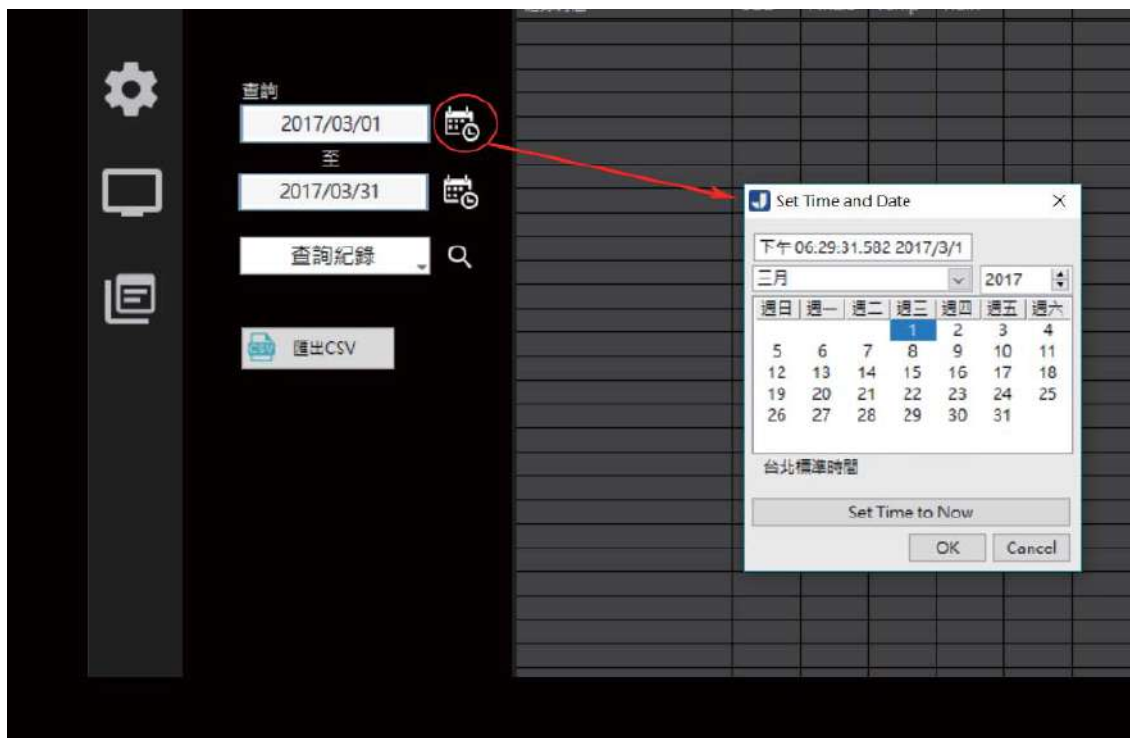 查詢
2017/03/01
至
2017/03/31
查詢紀錄
CSV
匯出CSV
Set Time and Date
下午 06:29:31.582 2017/3/1
三月 2017
週日 週一 週二 週三 週四 週五 週六
1 2 3 4
5 6 7 8 9 10 11
12 13 14 15 16 17 18
19 20 21 22 23 24 25
26 27 28 29 30 31
台北標準時間
Set Time to Now
OK Cancel